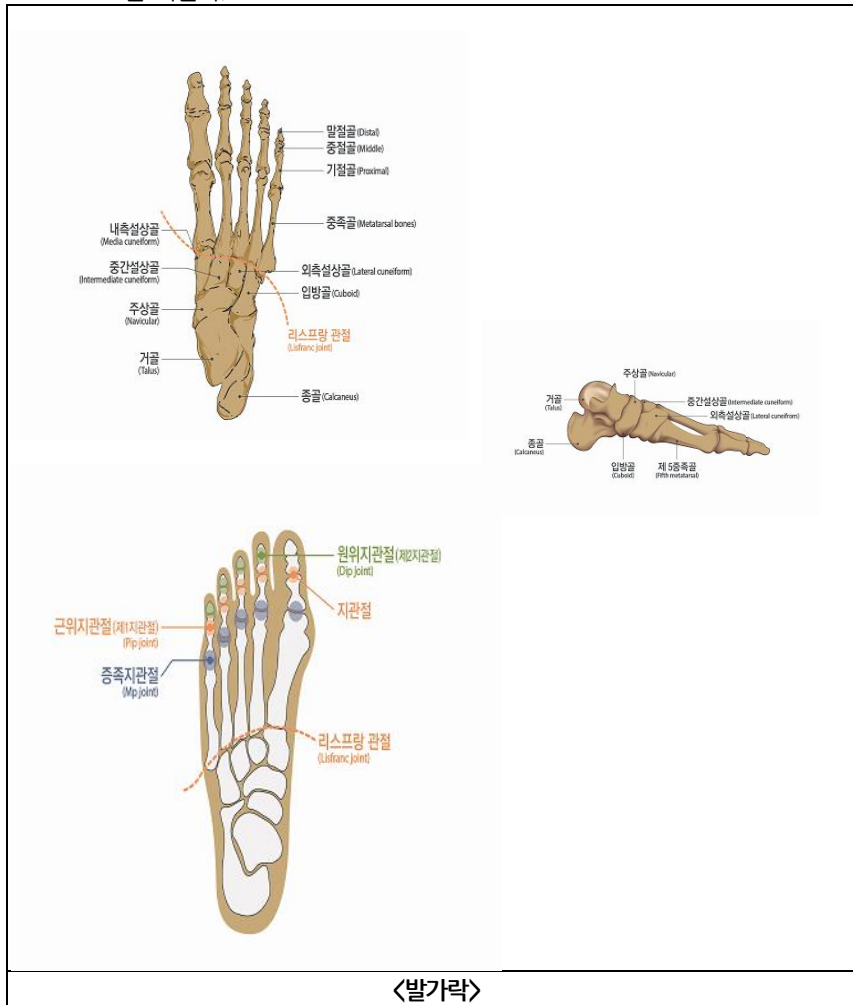 말절골(Distal)
중절골(Middle)
기절골(Proximal)
중족골(Metatarsal bones)
내측설상골
(Media cuneiform)
중간설상골
(Intermediate cuneiform)
외측설상골(Lateral cuneiform)
입방골(Cuboid)
주상골
(Navicular)
리스프랑 관절
(Lisfranc joint)
거골
(Talus)
종골(Calcaneus)
주상골(Navicular)
거골
(Talus)
중간설상골(Intermediate cuneiform)
외측설상골(Lateral cuneifrom)
종골
(Calcaneus)
입방골
(Cuboid)
제 5중족골
(Fifth metatarsal)
원위지관절(제2지관절)
(Dip joint)
지관절
근위지관절(제1지관절)
(Pip joint)
증족지관절
(Mp joint)
리스프랑 관절
(Lisfranc joint)
<발가락>